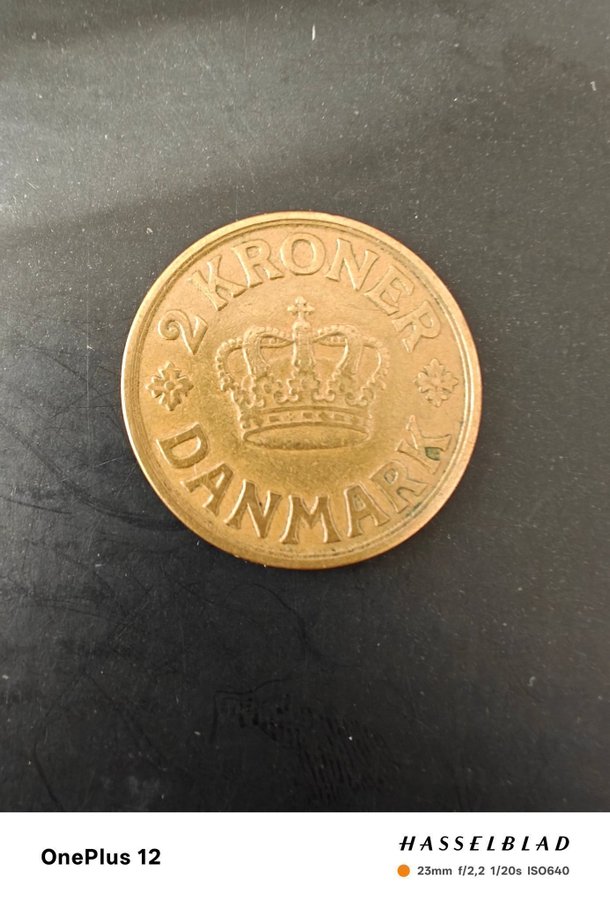 2 KRONER
DANMARK
OnePlus 12
HASSELBLAD
23mm f/2,2 1/20s ISO640